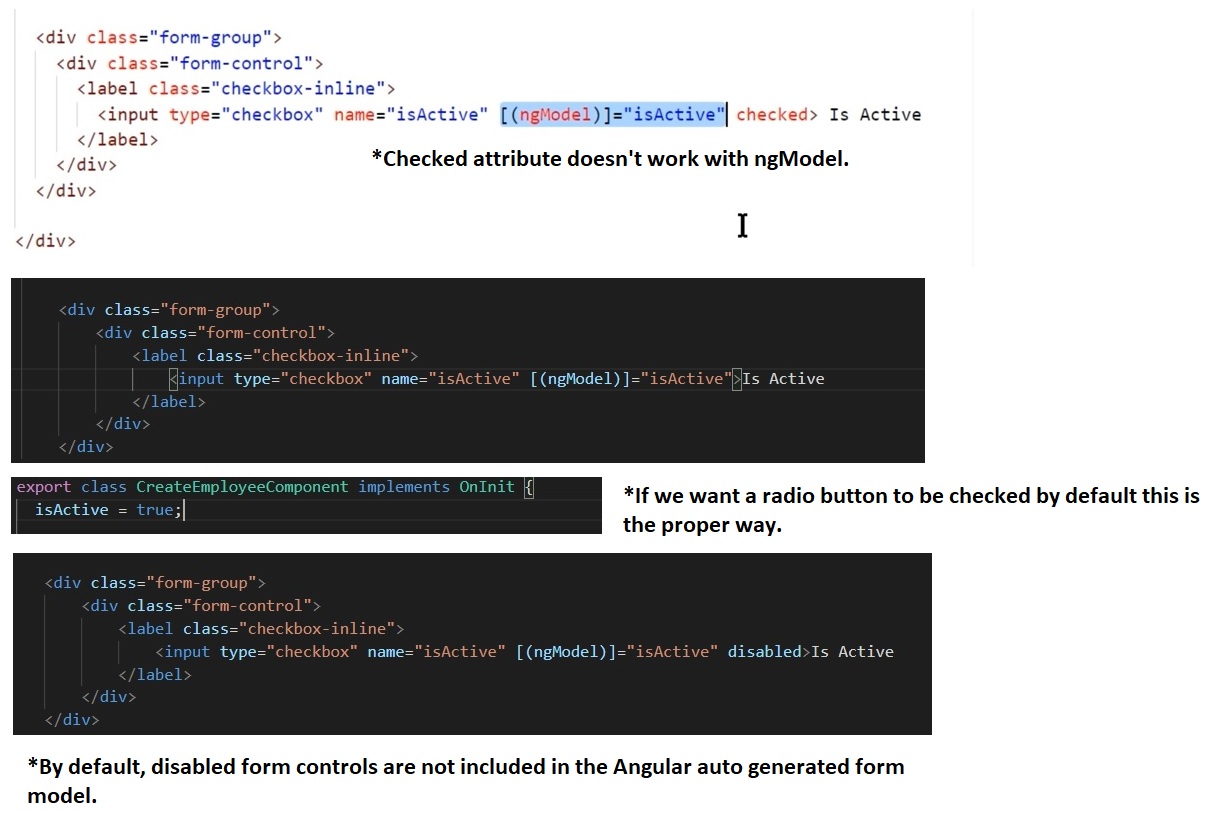 <div class="form-group">
<div class="form-control">
<label class="checkbox-inline">
<input type="checkbox" name="isActive" [(ngModel)]="isActive" checked> Is Active
</label>
</div>
</div>
</div>
*Checked attribute doesn't work with ngModel.
<div class="form-group">
<div class="form-control">
<label class="checkbox-inline">
<input type="checkbox" name="isActive" [(ngModel)]="isActive">Is Active
</label>
</div>
</div>
export class CreateEmployeeComponent implements OnInit {
isActive = true;
*If we want a radio button to be checked by default this is
the proper way.
<div class="form-group">
<div class="form-control">
<label class="checkbox-inline">
<input type="checkbox" name="isActive" [(ngModel)]="isActive" disabled>Is Active
</label>
</div>
</div>
*By default, disabled form controls are not included in the Angular auto generated form
model.